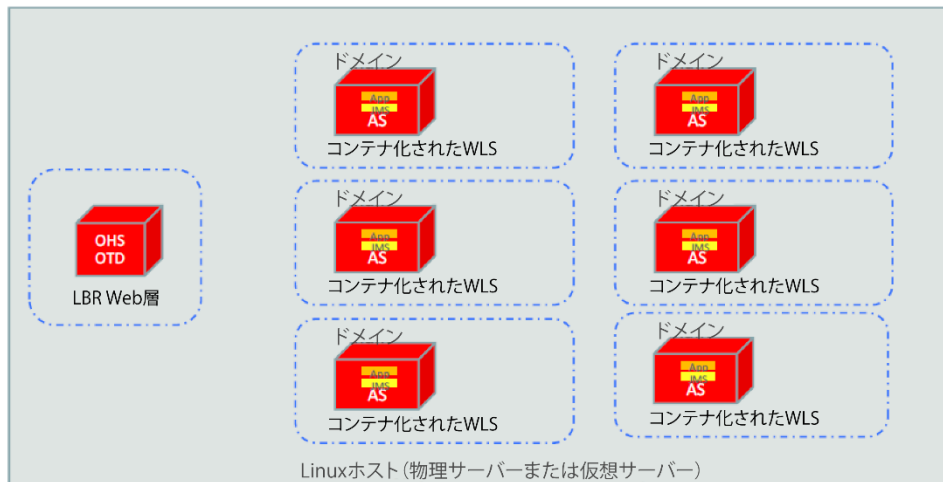 ドメイン
App
JMS
AS
コンテナ化されたWLS
ドメイン
App
JMS
AS
コンテナ化されたWLS
OHS
OTD
LBR Web層
ドメイン
App
JMS
AS
コンテナ化されたWLS
ドメイン
App
JMS
AS
コンテナ化されたWLS
ドメイン
App
JMS
AS
コンテナ化されたWLS
ドメイン
App
JMS
AS
コンテナ化されたWLS
Linuxホスト(物理サーバーまたは仮想サーバー)